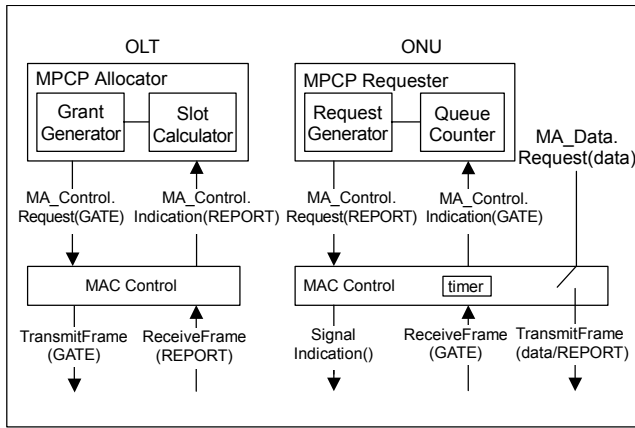 OLT
MPCP Allocator
Grant
Generator
Slot
Calculator
MA_Control.
Request(GATE)
MA_Control.
Indication(REPORT)
MAC Control
TransmitFrame
(GATE)
ReceiveFrame
(REPORT)
ONU
MPCP Requester
Request
Generator
Queue
Counter
MA_Data.
Request(data)
MA_Control.
Request(REPORT)
MA_Control.
Indication(GATE)
MAC Control
timer
Signal
Indication()
ReceiveFrame
(GATE)
TransmitFrame
(data/REPORT)